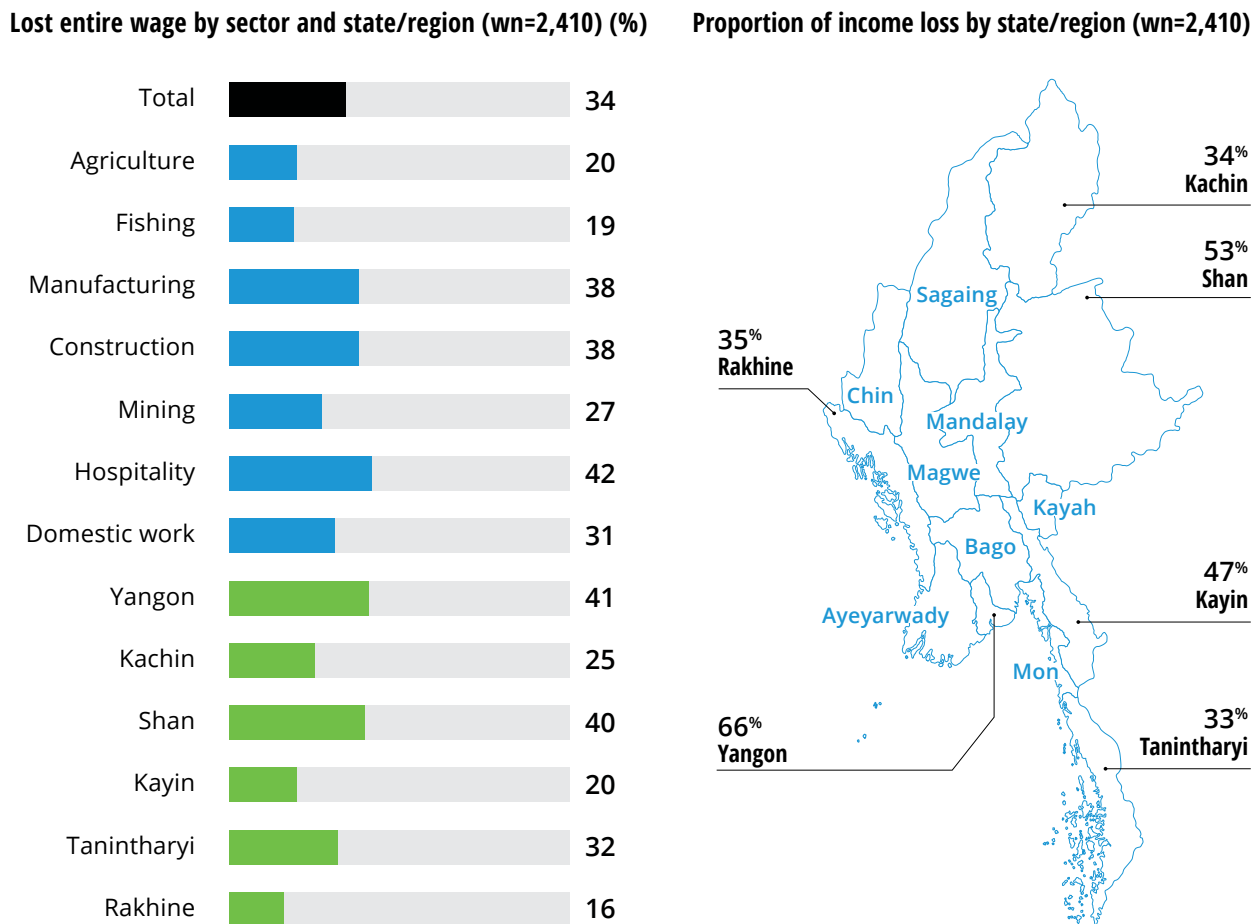 Lost entire wage by sector and state/region (wn=2,410) (%)
Total 34
Agriculture 20
Fishing 19
Manufacturing 38
Construction 38
Mining 27
Hospitality 42
Domestic work 31
Yangon 41
Kachin 25
Shan 40
Kayin 20
Tanintharyi 32
Rakhine 16
Proportion of income loss by state/region (wn=2,410)
34%
Kachin
53%
Shan
Sagaing
35%
Rakhine
Chin
Mandalay
Magwe
Kayah
Bago
47%
Kayin
Ayeyarwady
Mon
66%
Yangon
33%
Tanintharyi